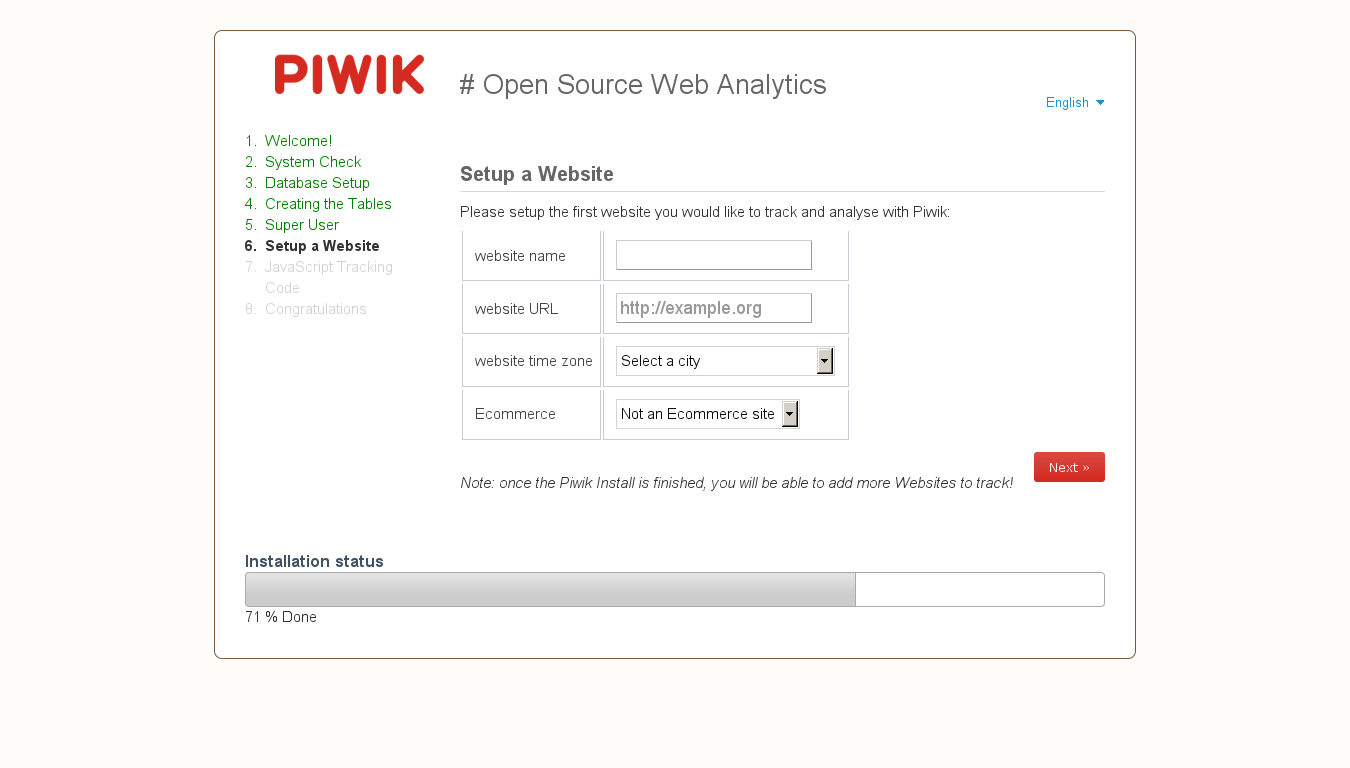 PIWIK
# Open Source Web Analytics
English
1. Welcome!
2. System Check
3. Database Setup
4. Creating the Tables
5. Super User
6. Setup a Website
7. JavaScript Tracking
Code
8. Congratulations
Setup a Website
Please setup the first website you would like to track and analyse with Piwik:
website name
website URL http://example.org
website time zone Select a city
Ecommerce Not an Ecommerce site
Next »
Note: once the Piwik Install is finished, you will be able to add more Websites to track!
Installation status
71 % Done